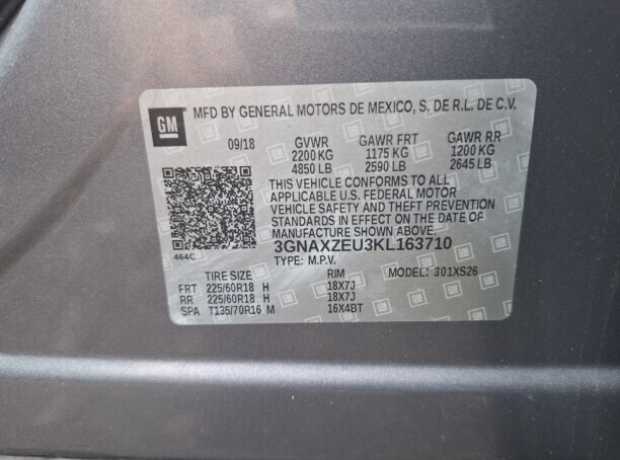 GM
MFD BY GENERAL MOTORS DE MEXICO, S. DE R.L. DE C.V.
09/18 GVWR GAWR FRT GAWR RR
2200 KG 1175 KG 1200 KG
4850 LB 2590 LB 2645 LB
THIS VEHICLE CONFORMS TO ALL
APPLICABLE U.S. FEDERAL MOTOR
VEHICLE SAFETY AND THEFT PREVENTION
STANDARDS IN EFFECT ON THE DATE OF
MANUFACTURE SHOWN ABOVE.
3GNAXZEU3KL163710
464C TYPE: M.P.V.
TIRE SIZE RIM MODEL: 301XS26
FRT 225/60R18 H 18X7J
RR 225/60R18 H 18X7J
SPA T135/70R16 M 16X4BT